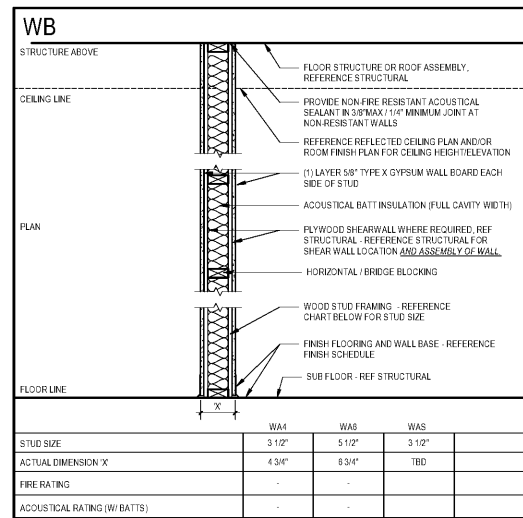 WB
STRUCTURE ABOVE
FLOOR STRUCTURE OR ROOF ASSEMBLY,
REFERENCE STRUCTURAL
CEILING LINE
PROVIDE NON-FIRE RESISTANT ACOUSTICAL
SEALANT IN 3/8"MAX / 1/4" MINIMUM JOINT AT
NON-RESISTANT WALLS
REFERENCE REFLECTED CEILING PLAN AND/OR
ROOM FINISH PLAN FOR CEILING HEIGHT/ELEVATION
(1) LAYER 5/8" TYPE X GYPSUM WALL BOARD EACH
SIDE OF STUD
ACOUSTICAL BATT INSULATION (FULL CAVITY WIDTH)
PLAN
PLYWOOD SHEARWALL WHERE REQUIRED, REF
STRUCTURAL - REFERENCE STRUCTURAL FOR
SHEAR WALL LOCATION AND ASSEMBLY OF WALL.
HORIZONTAL / BRIDGE BLOCKING
WOOD STUD FRAMING - REFERENCE
CHART BELOW FOR STUD SIZE
FINISH FLOORING AND WALL BASE - REFERENCE
FINISH SCHEDULE
SUB FLOOR - REF STRUCTURAL
FLOOR LINE
'X'
WA4 WA6 WAS
STUD SIZE 3 1/2" 5 1/2" 3 1/2"
ACTUAL DIMENSION 'X' 4 3/4" 6 3/4" TBD
FIRE RATING - -
ACOUSTICAL RATING (W/ BATTS) - -